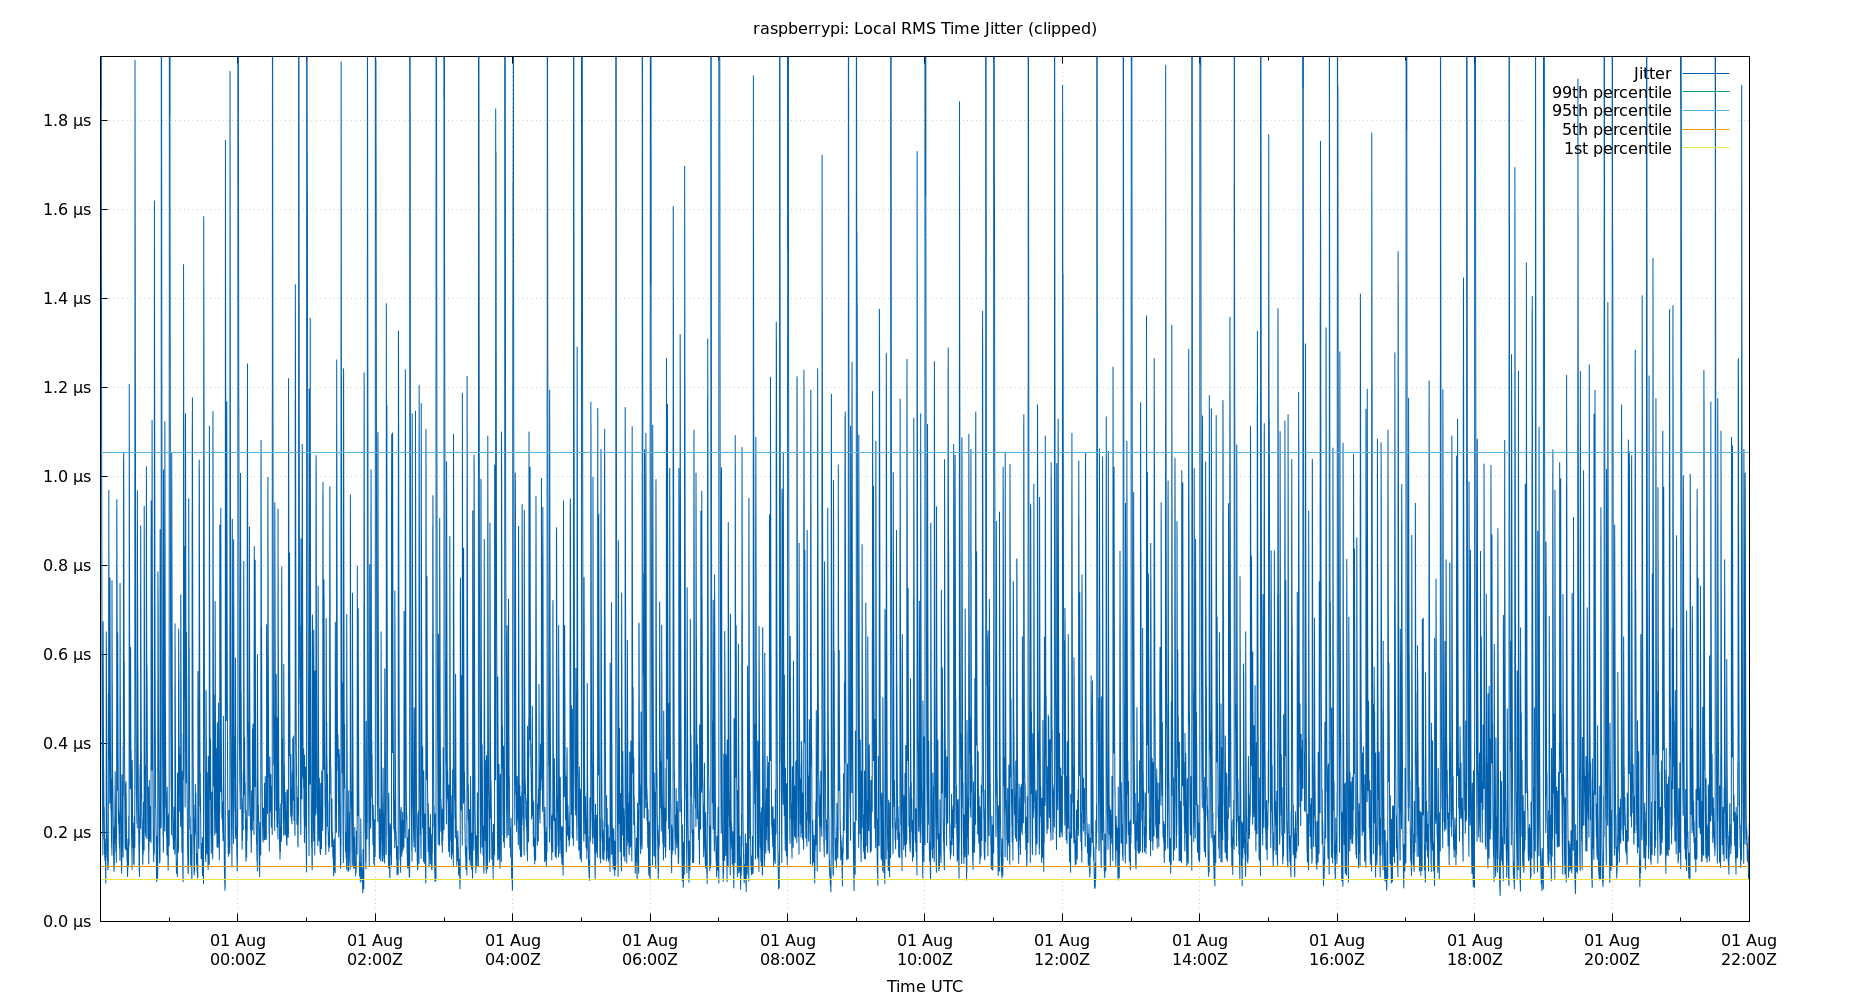 raspberrypi: Local RMS Time Jitter (clipped)
Jitter
99th percentile
95th percentile
5th percentile
1st percentile
1.8 µs
1.6 µs
1.4 µs
1.2 µs
1.0 µs
0.8 µs
0.6 µs
0.4 µs
0.2 µs
0.0 µs
01 Aug 01 Aug 01 Aug 01 Aug 01 Aug 01 Aug 01 Aug 01 Aug 01 Aug 01 Aug 01 Aug 01 Aug
00:00Z 02:00Z 04:00Z 06:00Z 08:00Z 10:00Z 12:00Z 14:00Z 16:00Z 18:00Z 20:00Z 22:00Z
Time UTC